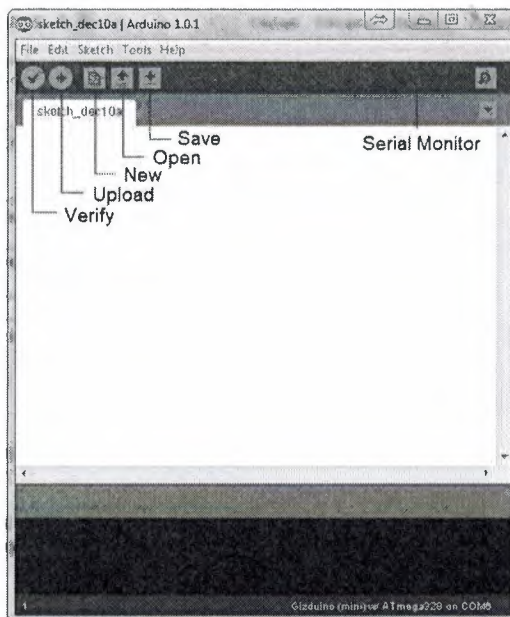 sketch_dec10a | Arduino 1.0.1
File Edit Sketch Tools Help
sketch_dec10a
Save
Serial Monitor
Open
New
Upload
Verify
1
Gizduino (mini) w/ ATmega328 on COM6